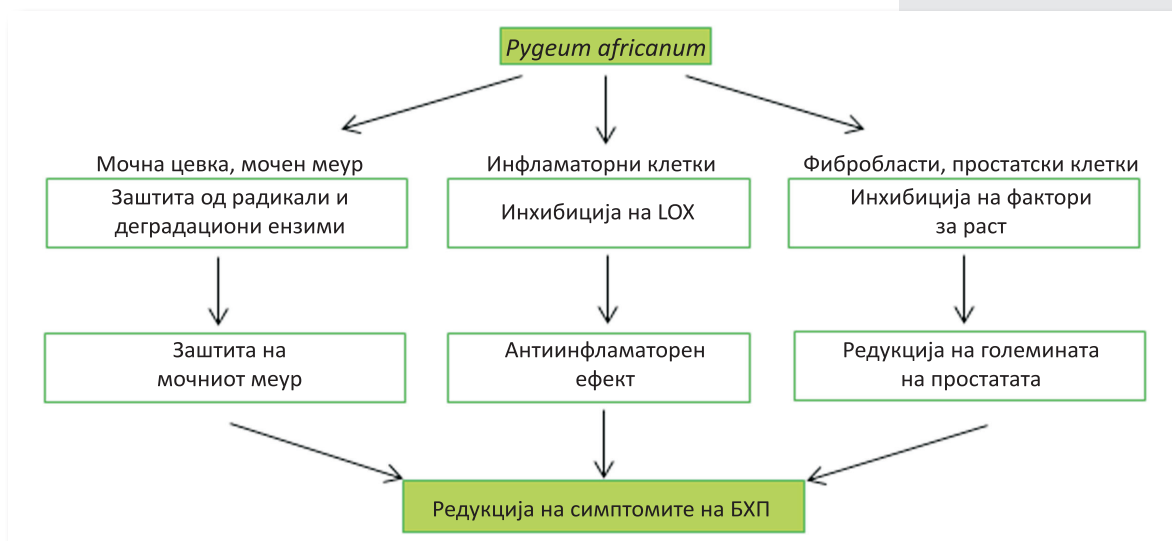 Pygeum africanum
Мочна цевка, мочен меур
Заштита од радикали и
деградациони ензими
Заштита на
мочниот меур
Инфламаторни клетки
Инхибиција на LOX
Антиинфламаторен
ефект
Фибробласти, простатски клетки
Инхибиција на фактори
за раст
Редукција на големината
на простатата
Редукција на симптомите на БХП